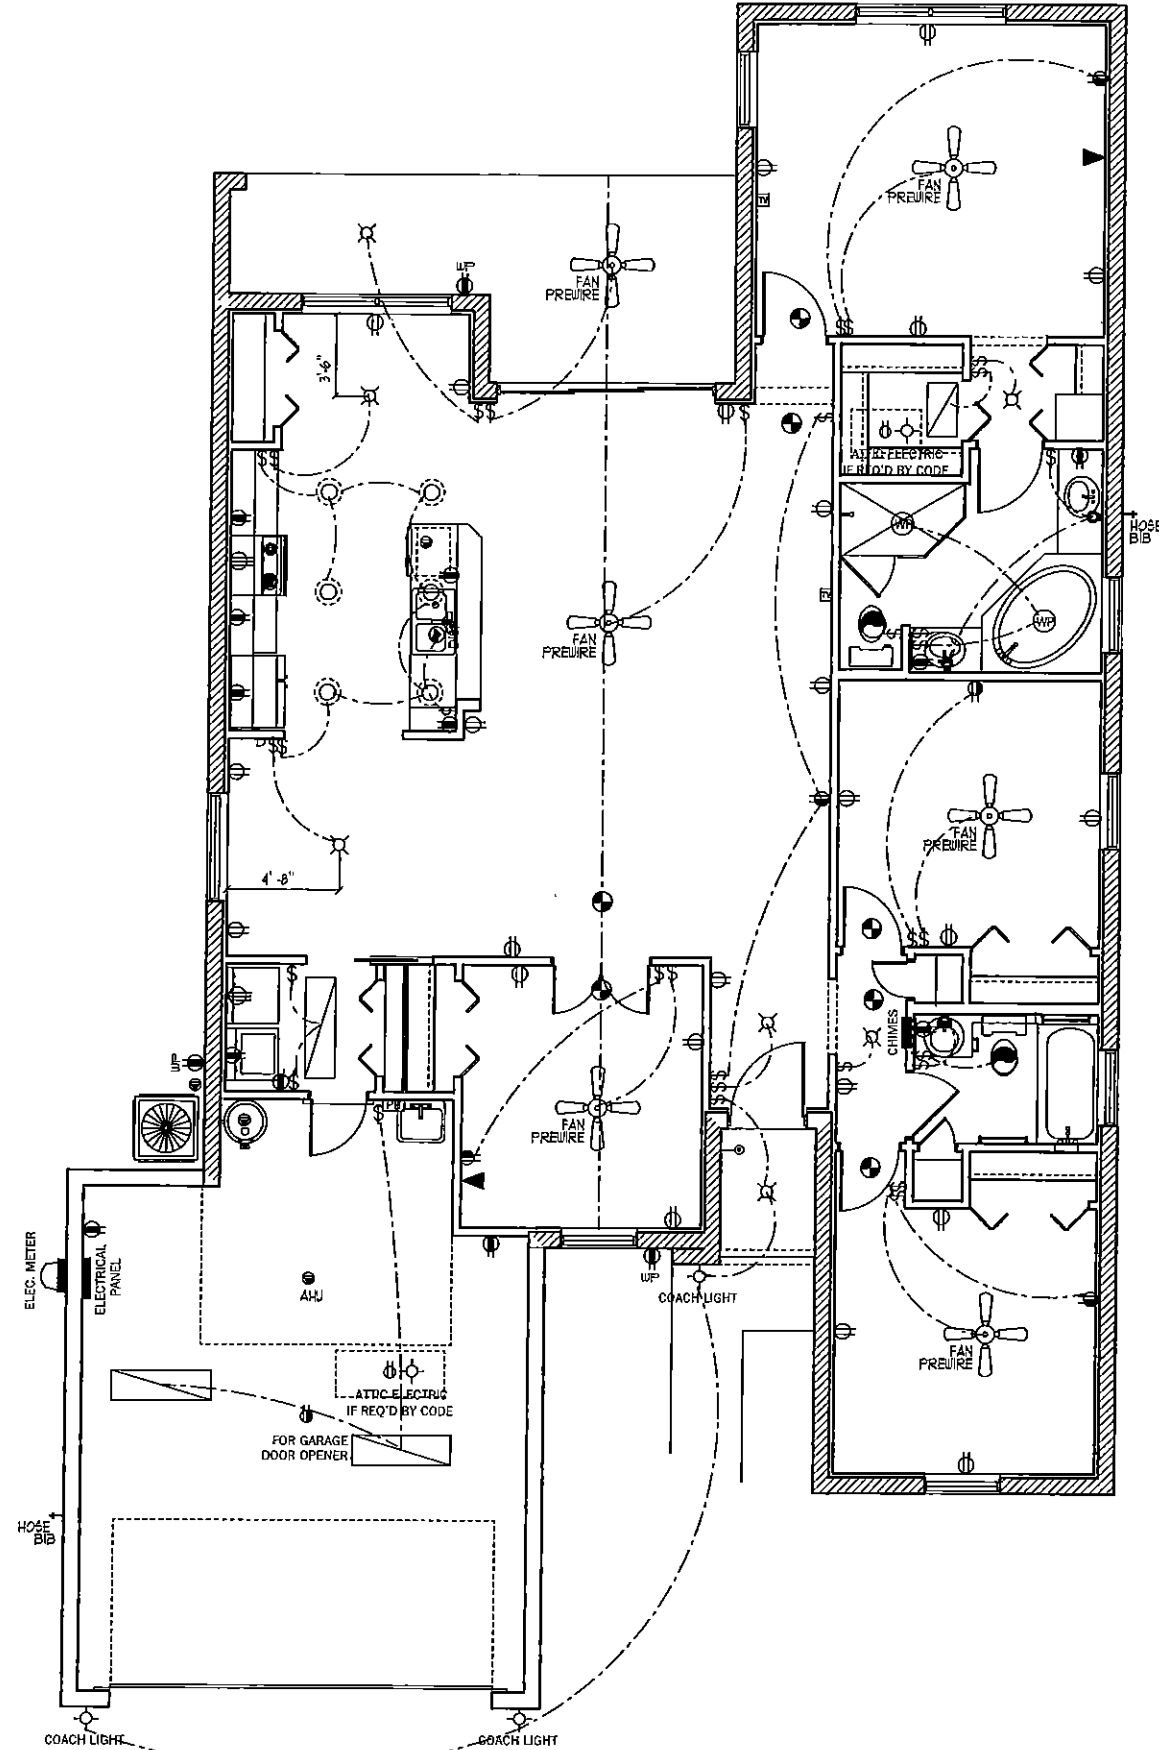 FAN
PREWIRE
TV
WP
FAN
PREWIRE
3'-6"
$$
$$
$
$
$$
$$
ATTIC ELECTRIC
IF REQ'D BY CODE
$
WP
HOSE
BIB
FAN
PREWIRE
TV
WP
DISP
$$
FAN
PREWIRE
4'-8"
$$
$
$$
CHIMES
WP
$
$
$
$
$
FAN
PREWIRE
$
$
$$
ELEC. METER
ELECTRICAL
PANEL
AHU
WP
COACH LIGHT
FAN
PREWIRE
ATTIC ELECTRIC
IF REQ'D BY CODE
FOR GARAGE
DOOR OPENER
HOSE
BIB
COACH LIGHT
COACH LIGHT